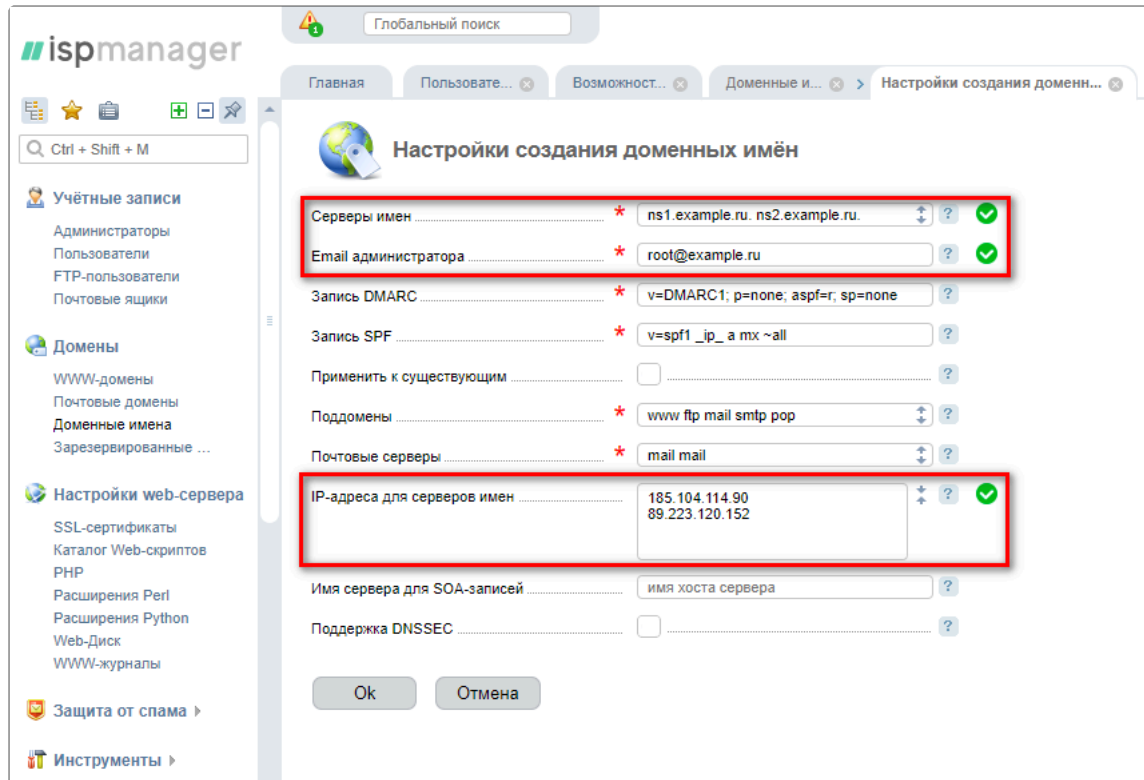 Глобальный поиск
1
ispmanager
Главная
Пользовате...
Возможност...
Доменные и...
Настройки создания доменн...
Ctrl + Shift + M
Учётные записи
Администраторы
Пользователи
FTP-пользователи
Почтовые ящики
Домены
WWW-домены
Почтовые домены
Доменные имена
Зарезервированные ...
Настройки web-сервера
SSL-сертификаты
Каталог Web-скриптов
PHP
Расширения Perl
Расширения Python
Web-Диск
WWW-журналы
Защита от спама
Инструменты
Настройки создания доменных имён
Серверы имен * ns1.example.ru. ns2.example.ru. ?
Email администратора * root@example.ru ?
Запись DMARC * v=DMARC1; p=none; aspf=r; sp=none ?
Запись SPF * v=spf1 _ip_ a mx ~all ?
Применить к существующим ?
Поддомены * www ftp mail smtp pop ?
Почтовые серверы * mail mail ?
IP-адреса для серверов имен 185.104.114.90 ?
89.223.120.152
Имя сервера для SOA-записей имя хоста сервера ?
Поддержка DNSSEC ?
Ok Отмена